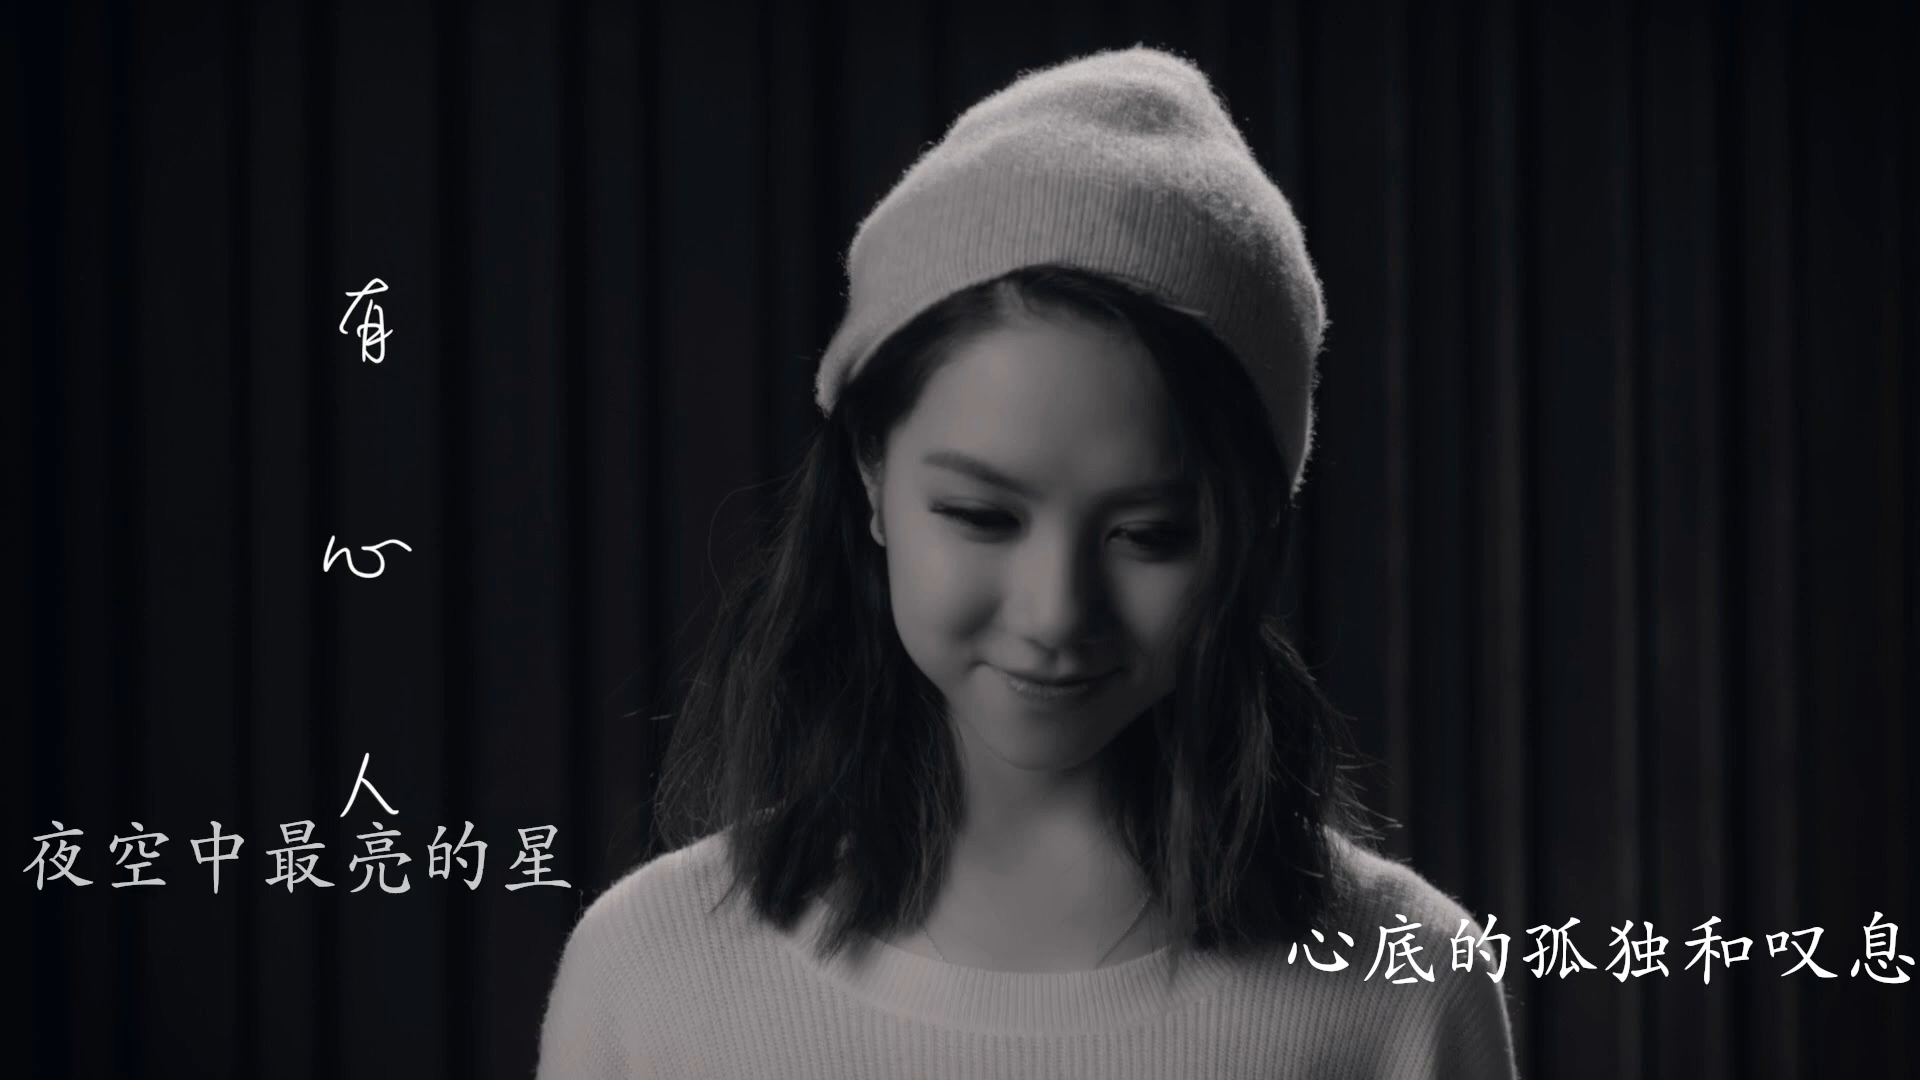 有
心
人
夜空中最亮的星
心底的孤独和叹息